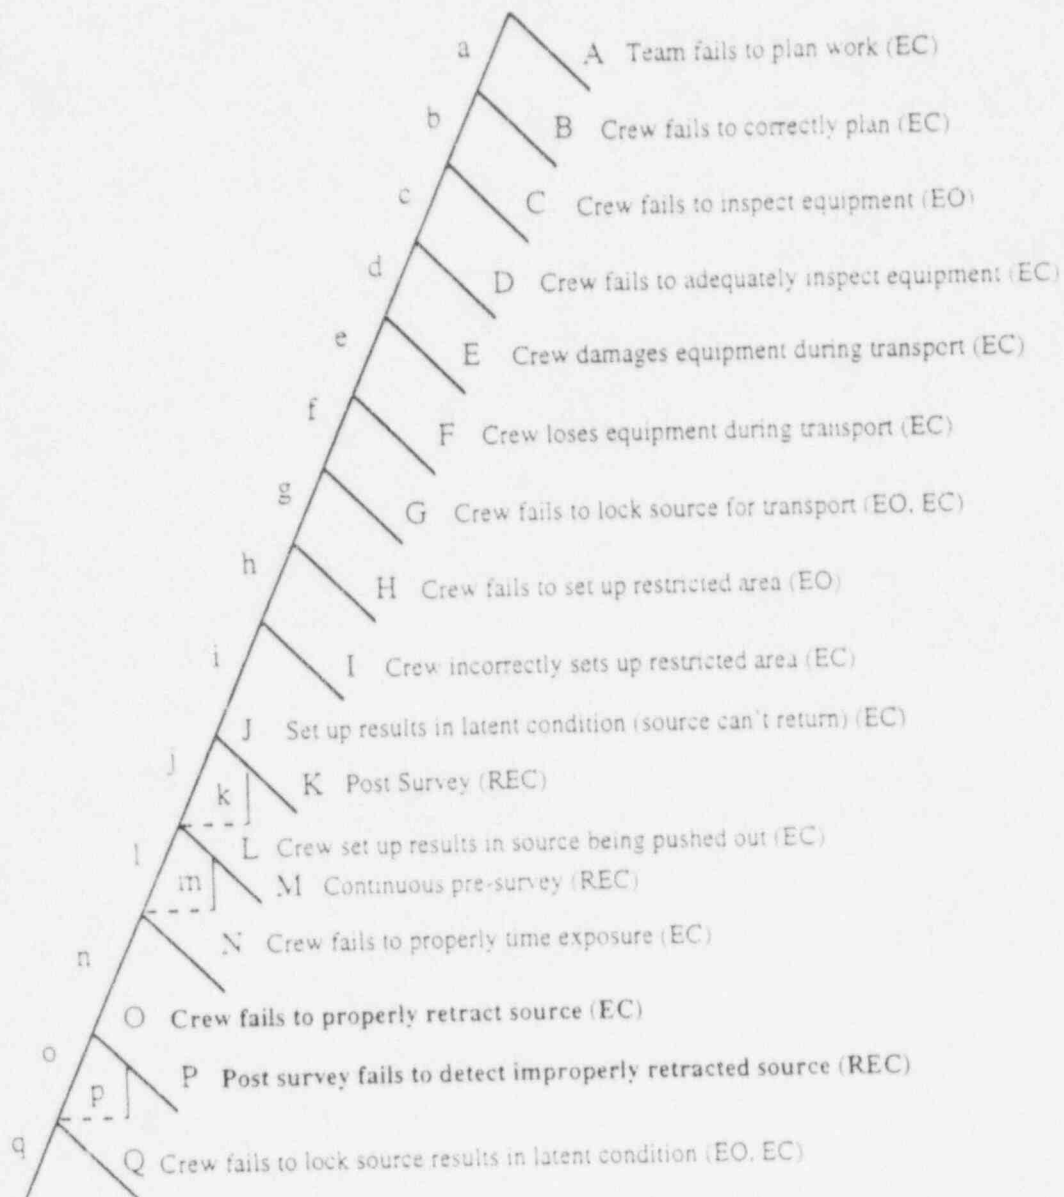 a
A Team fails to plan work (EC)
b
B Crew fails to correctly plan (EC)
c
C Crew fails to inspect equipment (EO)
d
D Crew fails to adequately inspect equipment (EC)
e
E Crew damages equipment during transport (EC)
f
F Crew loses equipment during transport (EC)
g
G Crew fails to lock source for transport (EO, EC)
h
H Crew fails to set up restricted area (EO)
i
I Crew incorrectly sets up restricted area (EC)
J Set up results in latent condition (source can't return) (EC)
j
k
K Post Survey (REC)
L Crew set up results in source being pushed out (EC)
l
m
M Continuous pre-survey (REC)
N Crew fails to properly time exposure (EC)
n
O Crew fails to properly retract source (EC)
o
P Post survey fails to detect improperly retracted source (REC)
p
q
Q Crew fails to lock source results in latent condition (EO, EC)